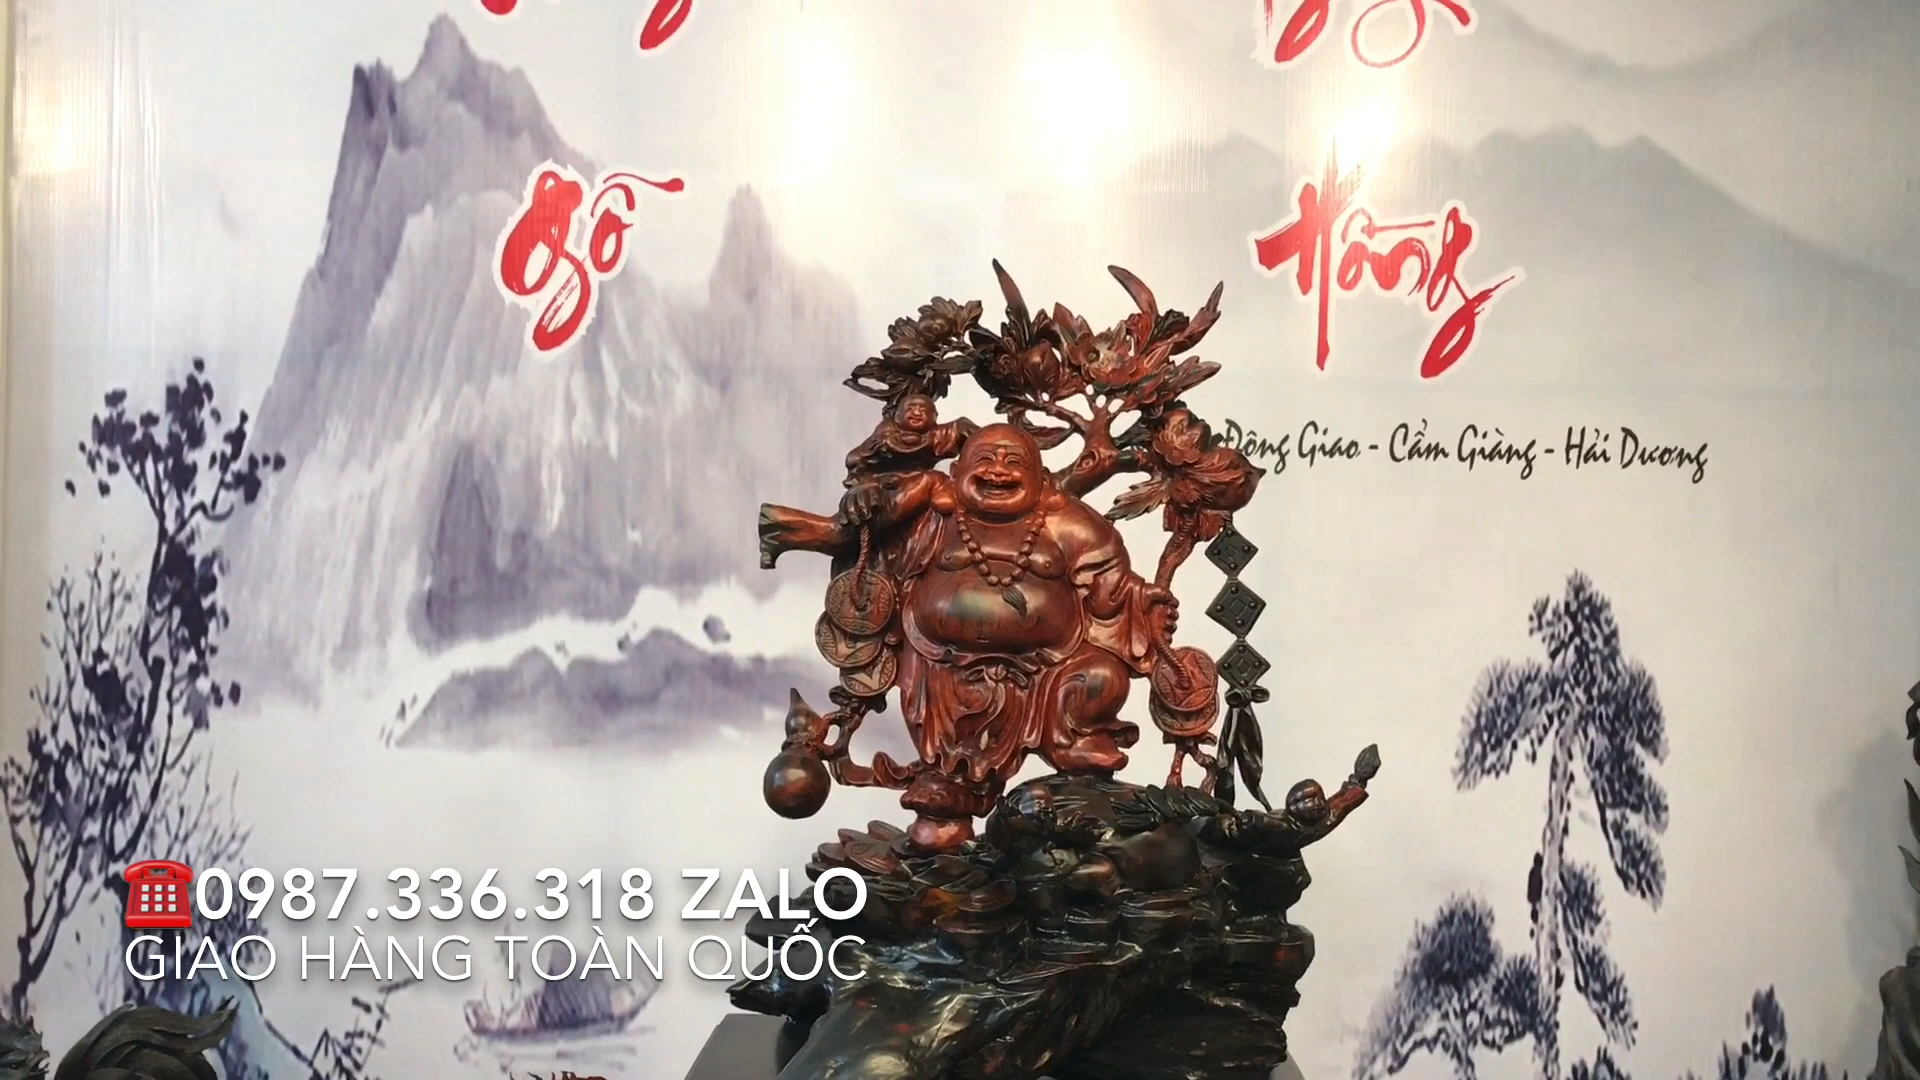 Gỗ
Hồng
Đông Giao - Cẩm Giàng - Hải Dương
0987.336.318 ZALO
GIAO HÀNG TOÀN QUỐC